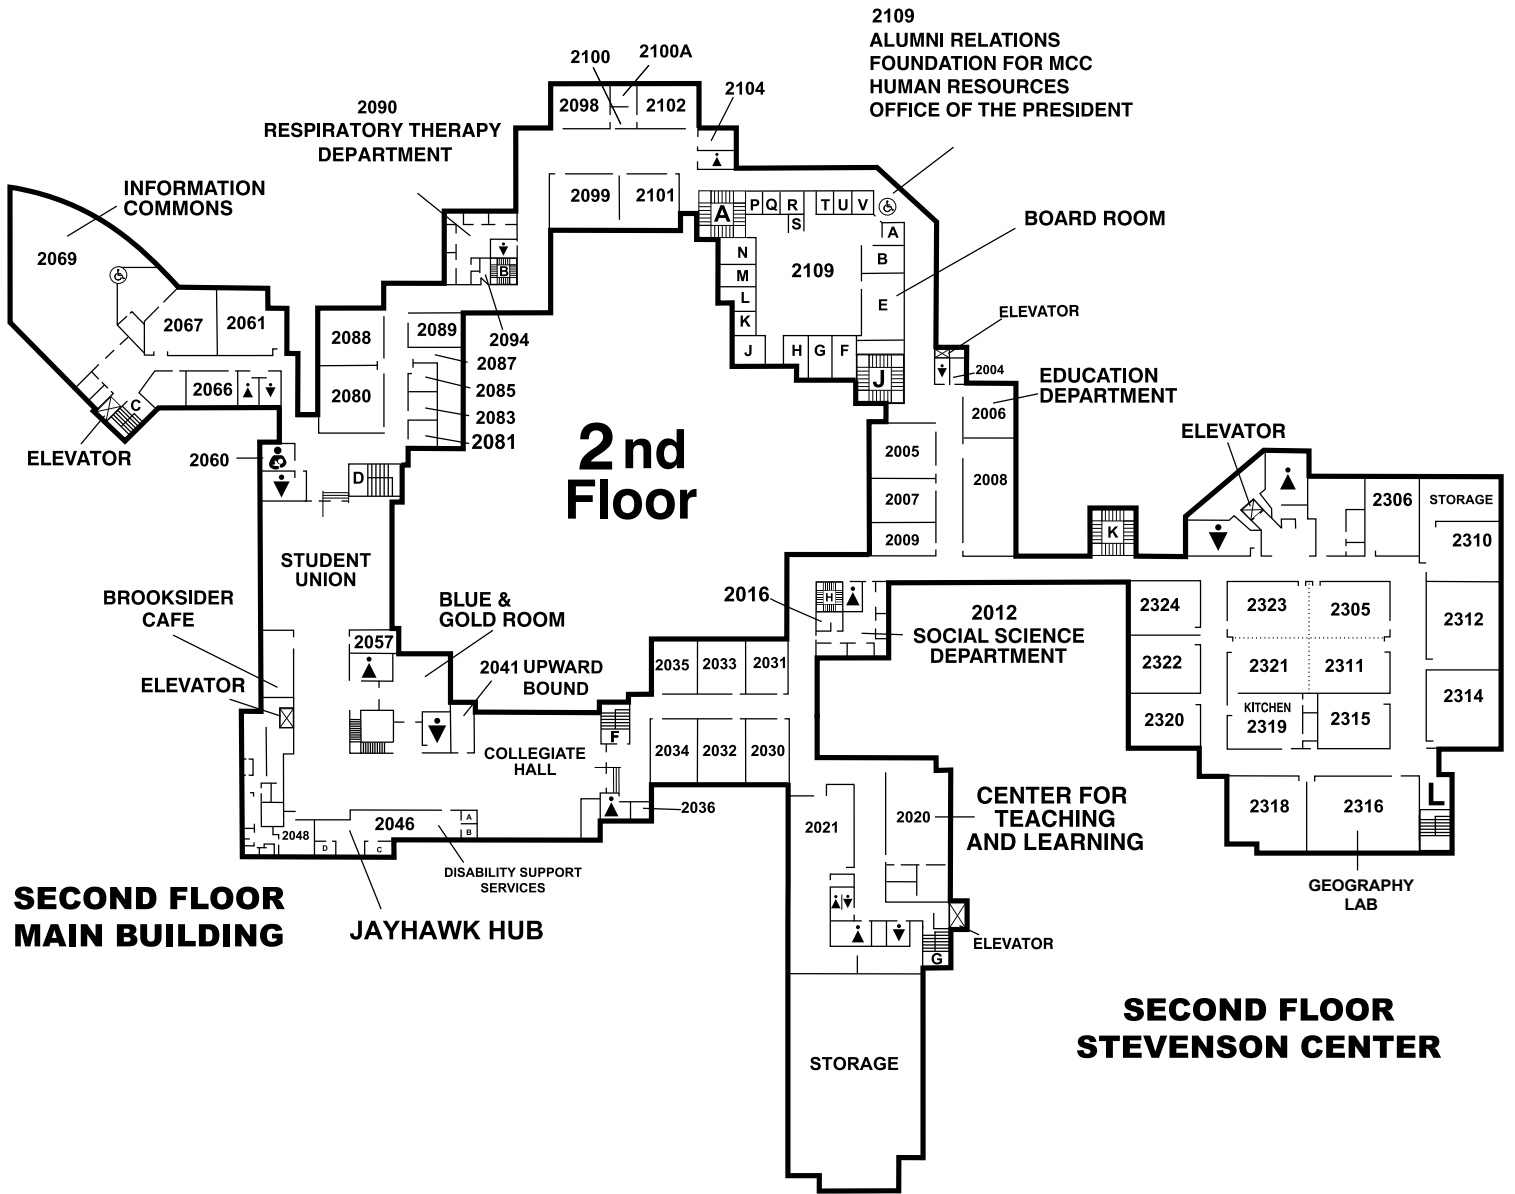 2109
ALUMNI RELATIONS
FOUNDATION FOR MCC
HUMAN RESOURCES
OFFICE OF THE PRESIDENT
2100
2100A
2098
2102
2104
2090
RESPIRATORY THERAPY
DEPARTMENT
INFORMATION
COMMONS
2099
2101
A
P Q R
S
T U V
A
B
E
BOARD ROOM
2069
N
M
L
K
J
H G F
2109
B
2094
ELEVATOR
2067
2061
2088
2089
2087
2085
2083
2081
2080
2066
C
ELEVATOR
J
2004
EDUCATION
DEPARTMENT
2006
2060
D
2nd
Floor
2005
2007
2009
2008
ELEVATOR
K
2306
STORAGE
2310
STUDENT
UNION
BROOKSIDER
CAFE
BLUE &
GOLD ROOM
2057
ELEVATOR
2041 UPWARD
BOUND
2016
H
2012
SOCIAL SCIENCE
DEPARTMENT
2324
2323
2305
2312
2322
2321
2311
2314
2320
KITCHEN
2319
2315
2035
2033
2031
F
2034
2032
2030
COLLEGIATE
HALL
2036
2048
2046
A
B
D
C
DISABILITY SUPPORT
SERVICES
JAYHAWK HUB
2021
2020
CENTER FOR
TEACHING
AND LEARNING
2318
2316
L
GEOGRAPHY
LAB
SECOND FLOOR
MAIN BUILDING
ELEVATOR
G
STORAGE
SECOND FLOOR
STEVENSON CENTER